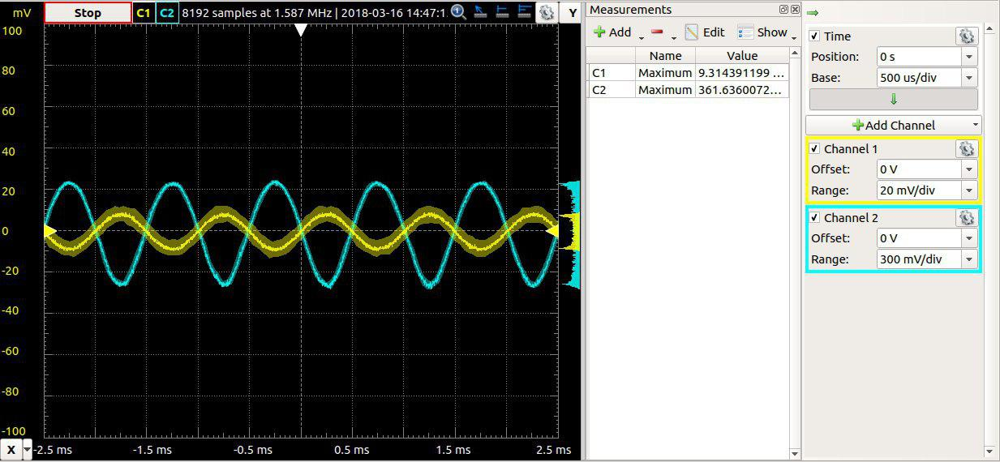 mV Stop C1 C2 8192 samples at 1.587 MHz | 2018-03-16 14:47:1 Y
100
80
60
40
20
0
-20
-40
-60
-80
-100
X -2.5 ms -1.5 ms -0.5 ms 0.5 ms 1.5 ms 2.5 ms
Measurements
Add Edit Show
Name Value
C1 Maximum 9.314391199 ...
C2 Maximum 361.6360072...
Time
Position: 0 s
Base: 500 us/div
Add Channel
Channel 1
Offset: 0 V
Range: 20 mV/div
Channel 2
Offset: 0 V
Range: 300 mV/div